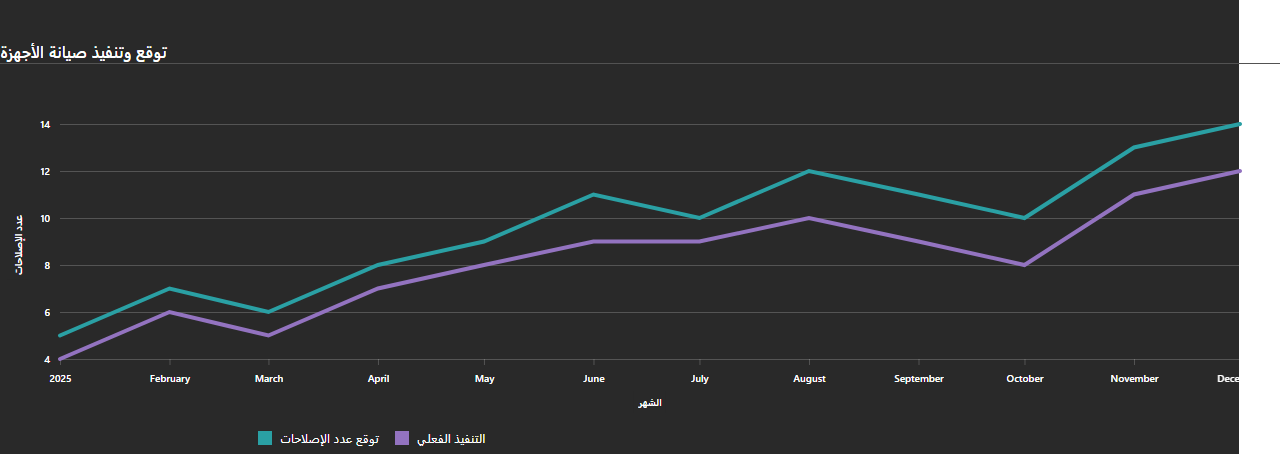 توقع وتنفيذ صيانة الأجهزة
14
12
10
8
6
4
عدد الإصلاحات
2025 February March April May June July August September October November Dece
الشهر
توقع عدد الإصلاحات التنفيذ الفعلي